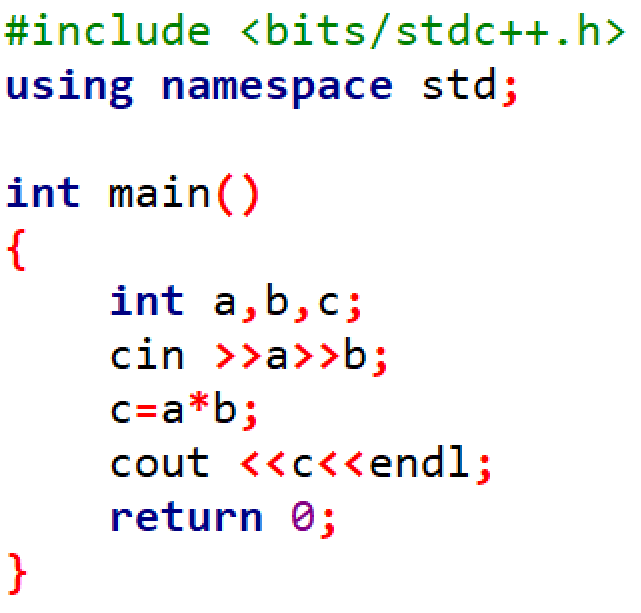 #include <bits/stdc++.h>
using namespace std;

int main()
{
    int a,b,c;
    cin >>a>>b;
    c=a*b;
    cout <<c<<endl;
    return 0;
}